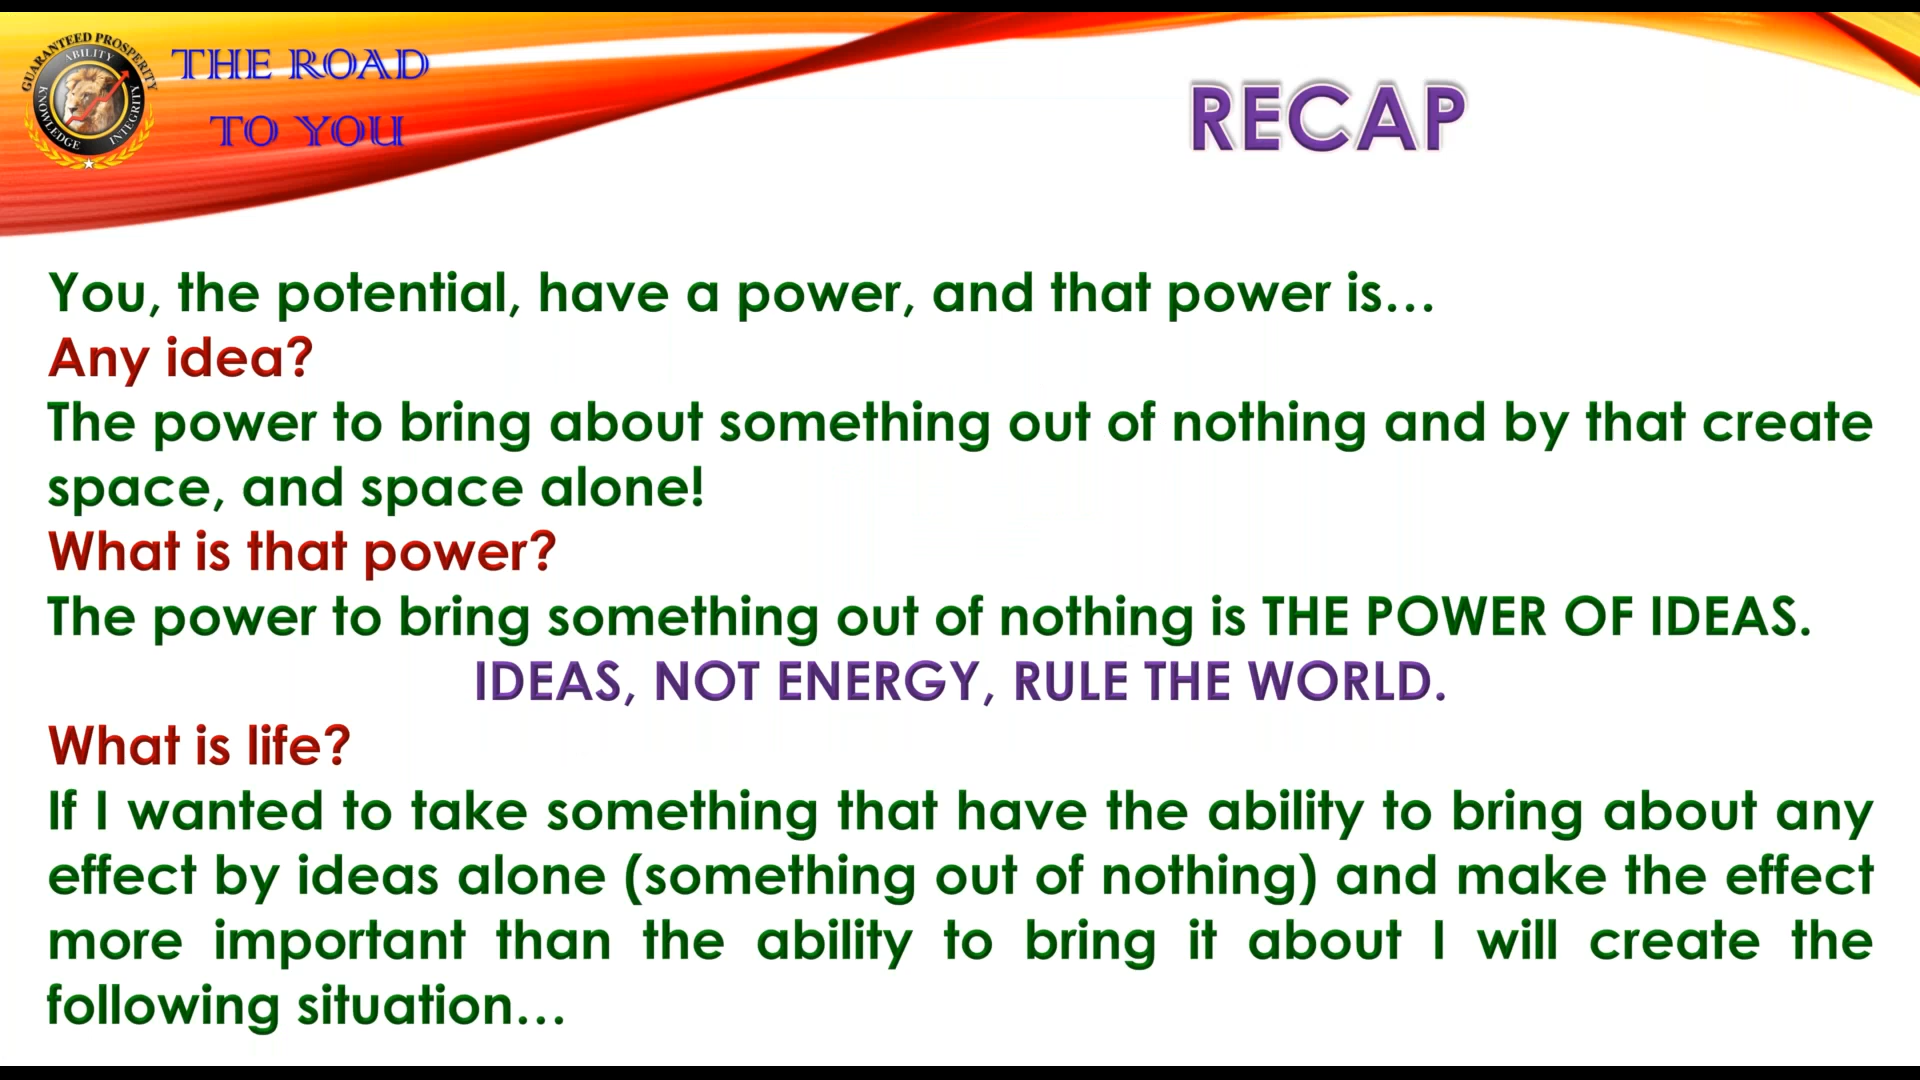 GUARANTEED PROSPERITY
ABILITY
KNOWLEDGE
INTEGRITY
THE ROAD
TO YOU
RECAP
You, the potential, have a power, and that power is…
Any idea?
The power to bring about something out of nothing and by that create
space, and space alone!
What is that power?
The power to bring something out of nothing is THE POWER OF IDEAS.
IDEAS, NOT ENERGY, RULE THE WORLD.
What is life?
If I wanted to take something that have the ability to bring about any
effect by ideas alone (something out of nothing) and make the effect
more important than the ability to bring it about I will create the
following situation…